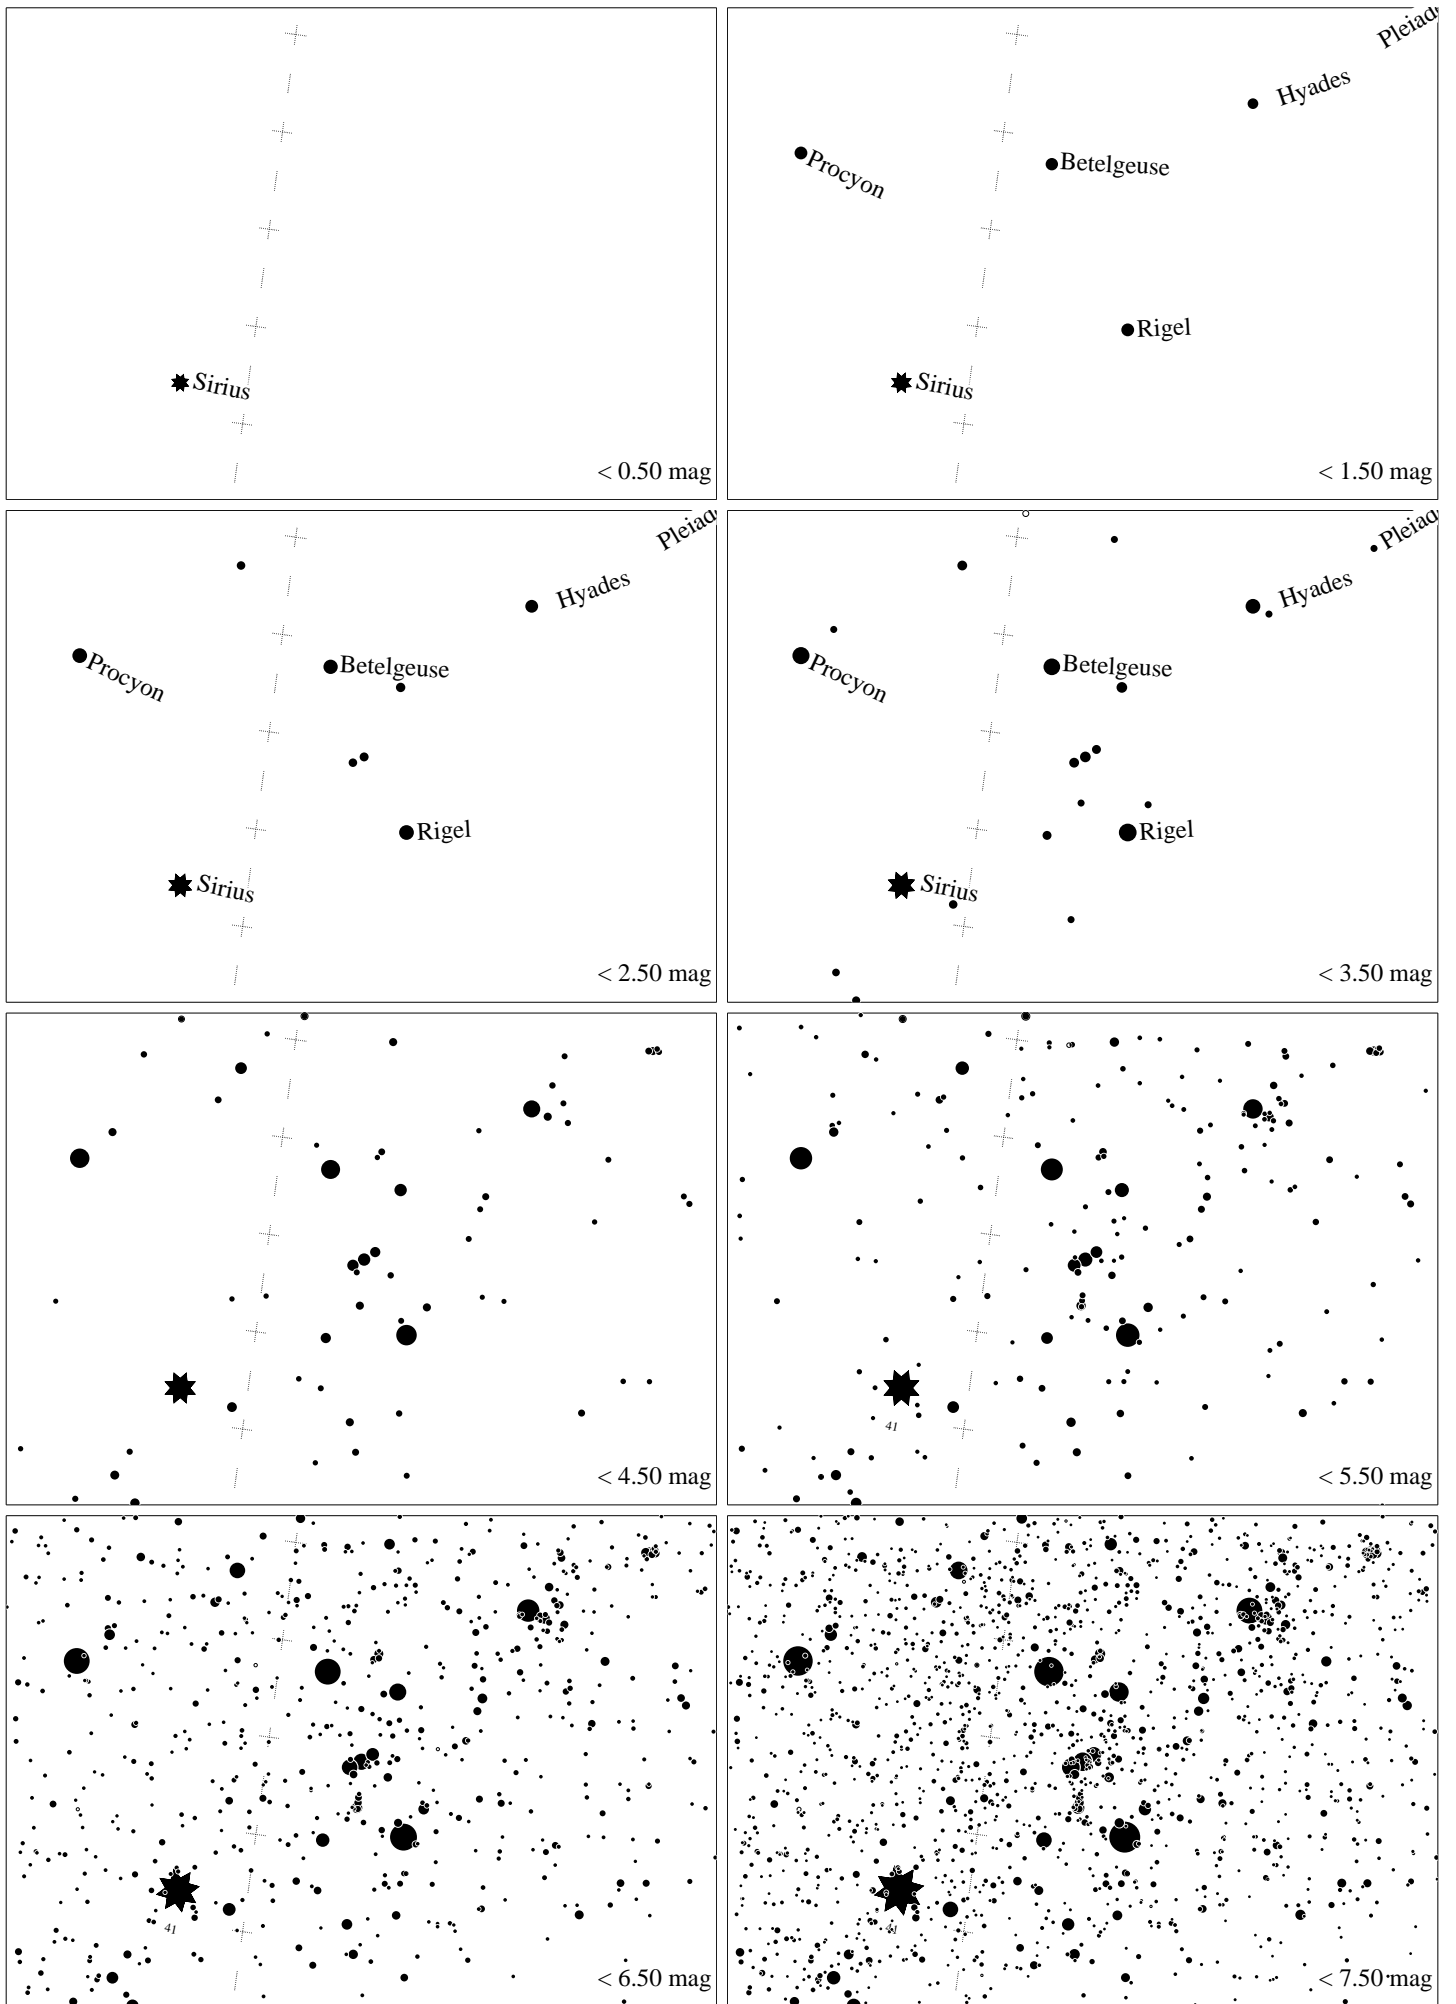 Sirius
< 0.50 mag
Pleiad
Hyades
Procyon
Betelgeuse
Rigel
Sirius
< 1.50 mag
Pleiad
Hyades
Procyon
Betelgeuse
Rigel
Sirius
< 2.50 mag
Pleiad
Hyades
Procyon
Betelgeuse
Rigel
Sirius
< 3.50 mag
< 4.50 mag
41
< 5.50 mag
41
< 6.50 mag
41
< 7.50 mag